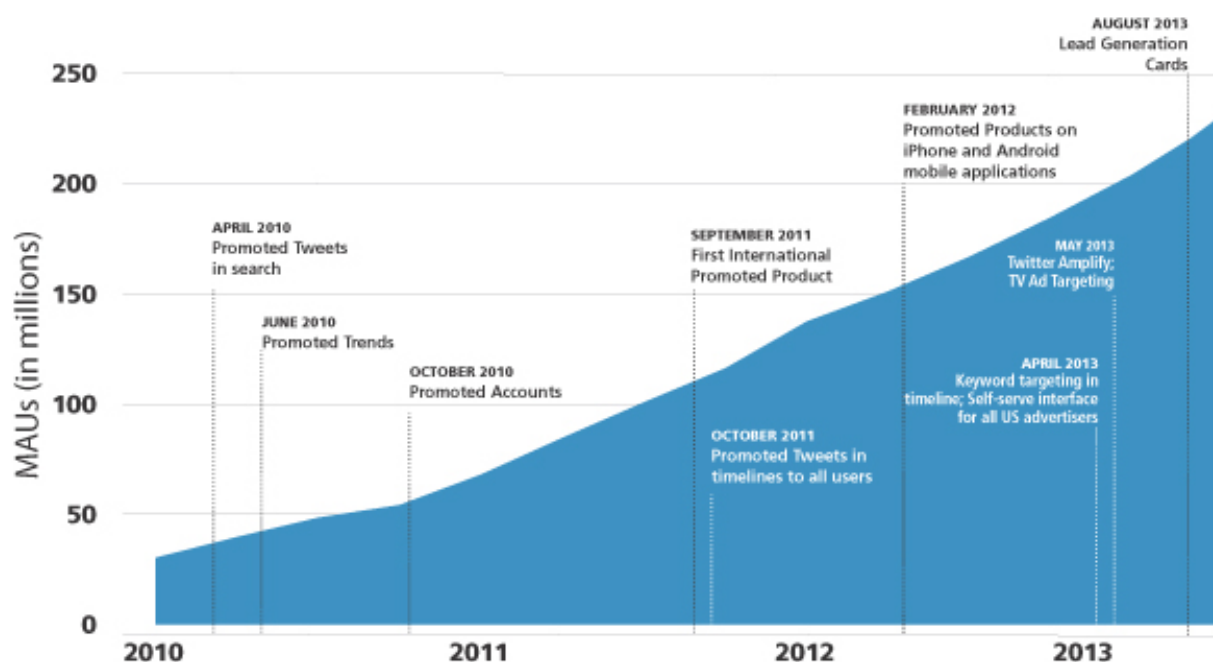 AUGUST 2013
Lead Generation
Cards
250
FEBRUARY 2012
Promoted Products on
iPhone and Android
mobile applications
200
APRIL 2010
Promoted Tweets
in search
SEPTEMBER 2011
First International
Promoted Product
MAY 2013
Twitter Amplify;
TV Ad Targeting
150
JUNE 2010
Promoted Trends
OCTOBER 2010
Promoted Accounts
APRIL 2013
Keyword targeting in
timeline; Self-serve interface
for all US advertisers
100
OCTOBER 2011
Promoted Tweets in
timelines to all users
50
0
MAUs (in millions)
2010
2011
2012
2013